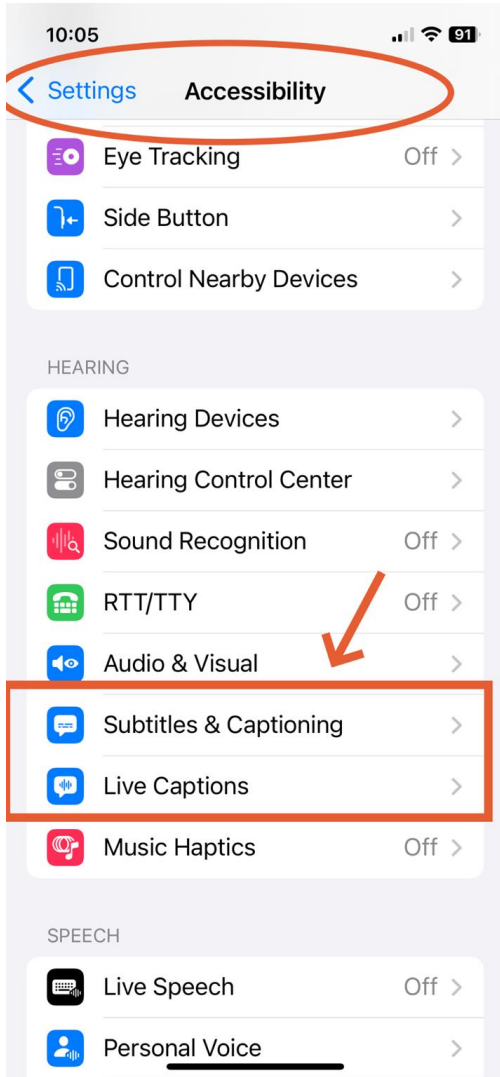 10:05
91
Settings Accessibility
Eye Tracking Off
Side Button
Control Nearby Devices
HEARING
Hearing Devices
Hearing Control Center
Sound Recognition Off
RTT/TTY Off
Audio & Visual
Subtitles & Captioning
Live Captions
Music Haptics Off
SPEECH
Live Speech Off
Personal Voice